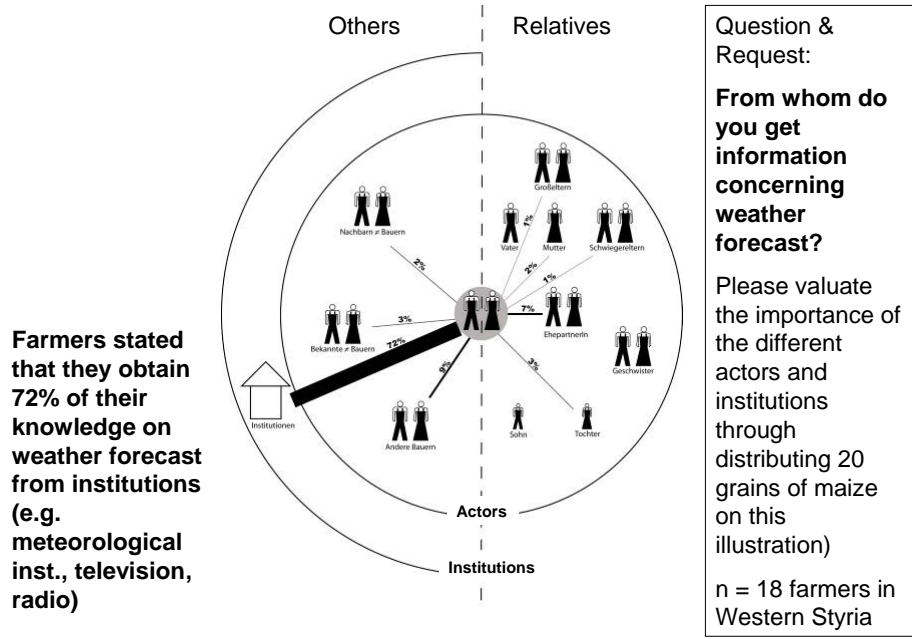 Others
Relatives
Großeltern
Nachbarn ≠ Bauern
Vater
Mutter
Schwiegereltern
1%
2%
1%
2%
3%
7%
Bekannte ≠ Bauern
72%
EhepartnerIn
Geschwister
9%
3%
Institutionen
Andere Bauern
Sohn
Tochter
Actors
Institutions
Farmers stated
that they obtain
72% of their
knowledge on
weather forecast
from institutions
(e.g.
meteorological
inst., television,
radio)
Question &
Request:
From whom do
you get
information
concerning
weather
forecast?
Please valuate
the importance of
the different
actors and
institutions
through
distributing 20
grains of maize
on this
illustration)
n = 18 farmers in
Western Styria